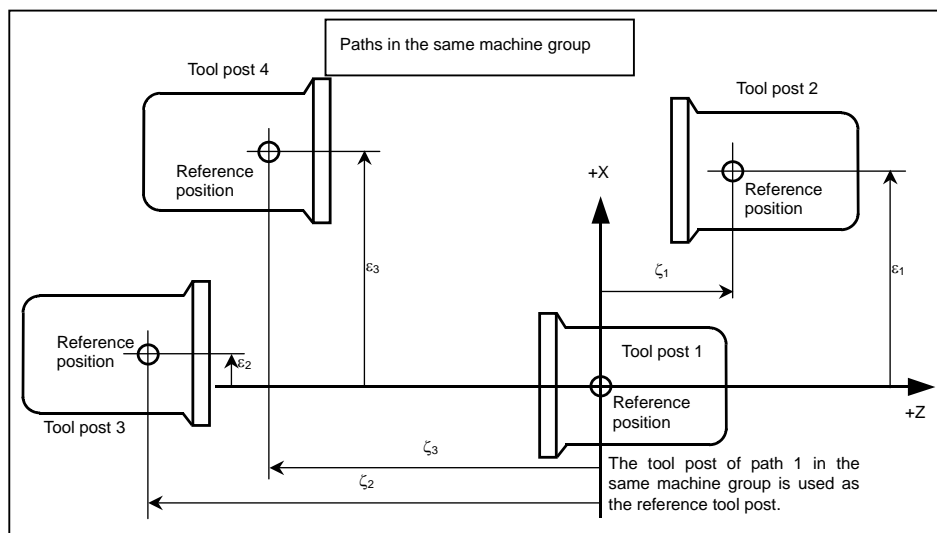 Paths in the same machine group
Tool post 4
Tool post 2
Reference
position
+X
Reference
position
ε3
ζ1
ε1
Reference
position
ε2
Tool post 1
Tool post 3
Reference
position
+Z
ζ3
ζ2
The tool post of path 1 in the
same machine group is used as
the reference tool post.